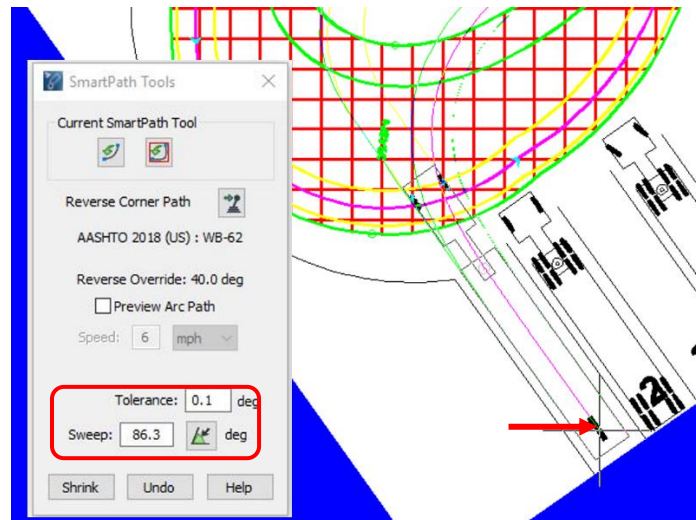 SmartPath Tools
Current SmartPath Tool
Reverse Corner Path
AASHTO 2018 (US) : WB-62
Reverse Override: 40.0 deg
Preview Arc Path
Speed: 6 mph
Tolerance: 0.1 deg
Sweep: 86.3 deg
Shrink Undo Help